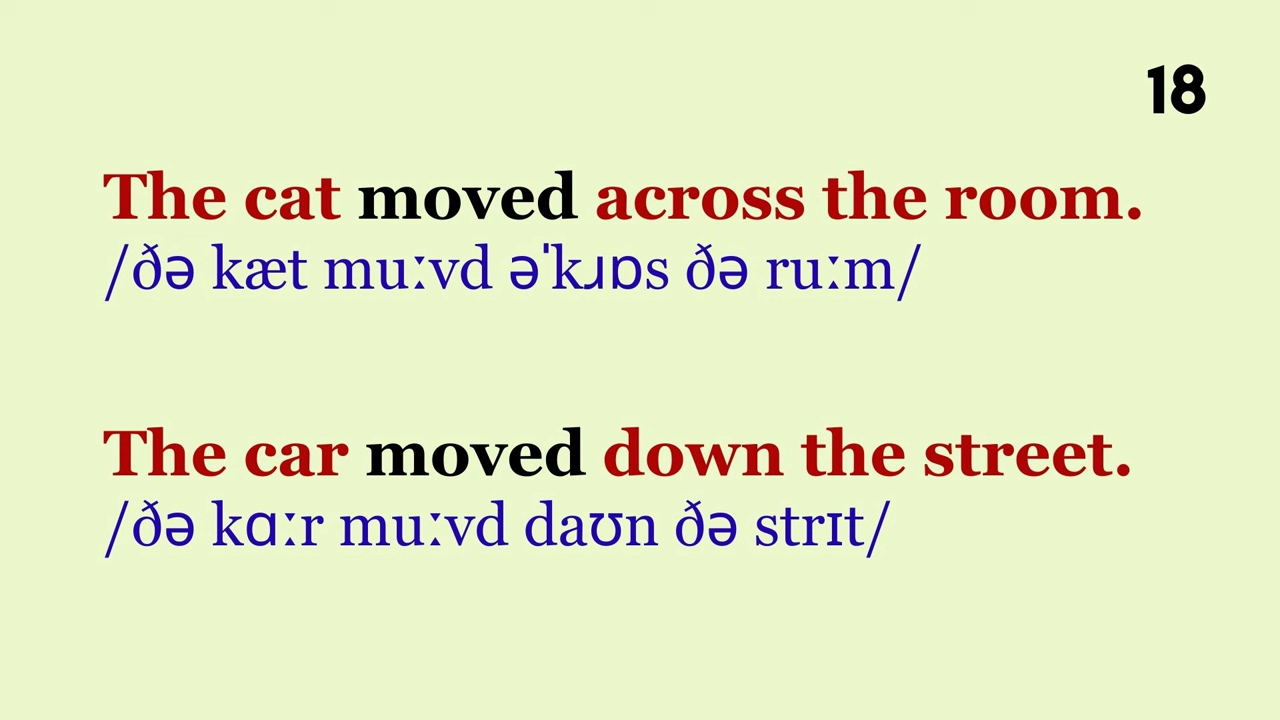 18
The cat moved across the room.
/ðə kæt muːvd əˈkɹɒs ðə ruːm/
The car moved down the street.
/ðə kɑːr muːvd daʊn ðə strɪt/